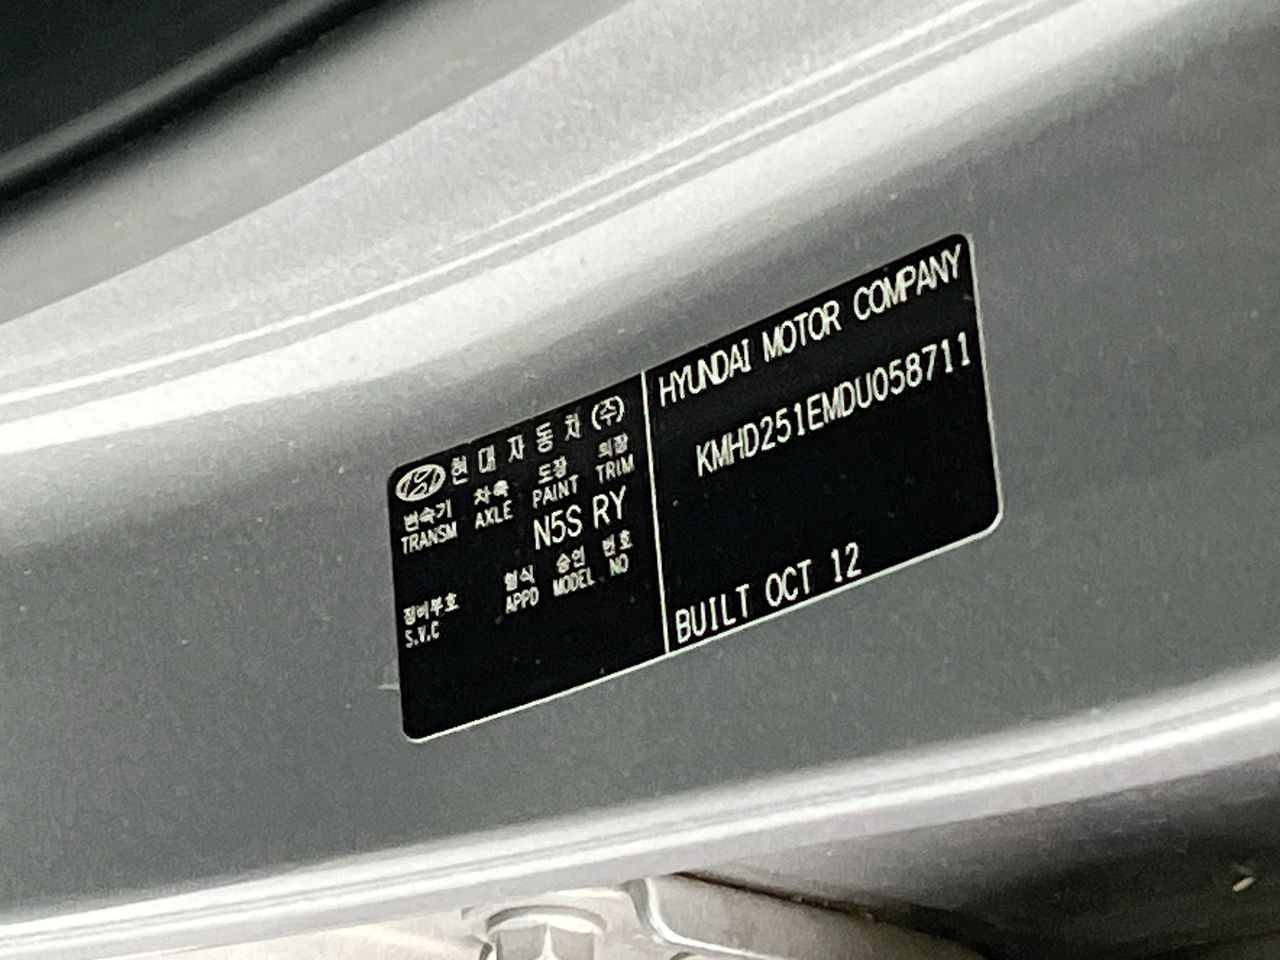 현대자동차(주)
변속기 차축 도장 의장
TRANSM AXLE PAINT TRIM
N5S RY
형식 승인 번호
정비부호 APPD MODEL NO
S.V.C
HYUNDAI MOTOR COMPANY
KMHD251EMDU058711
BUILT OCT 12